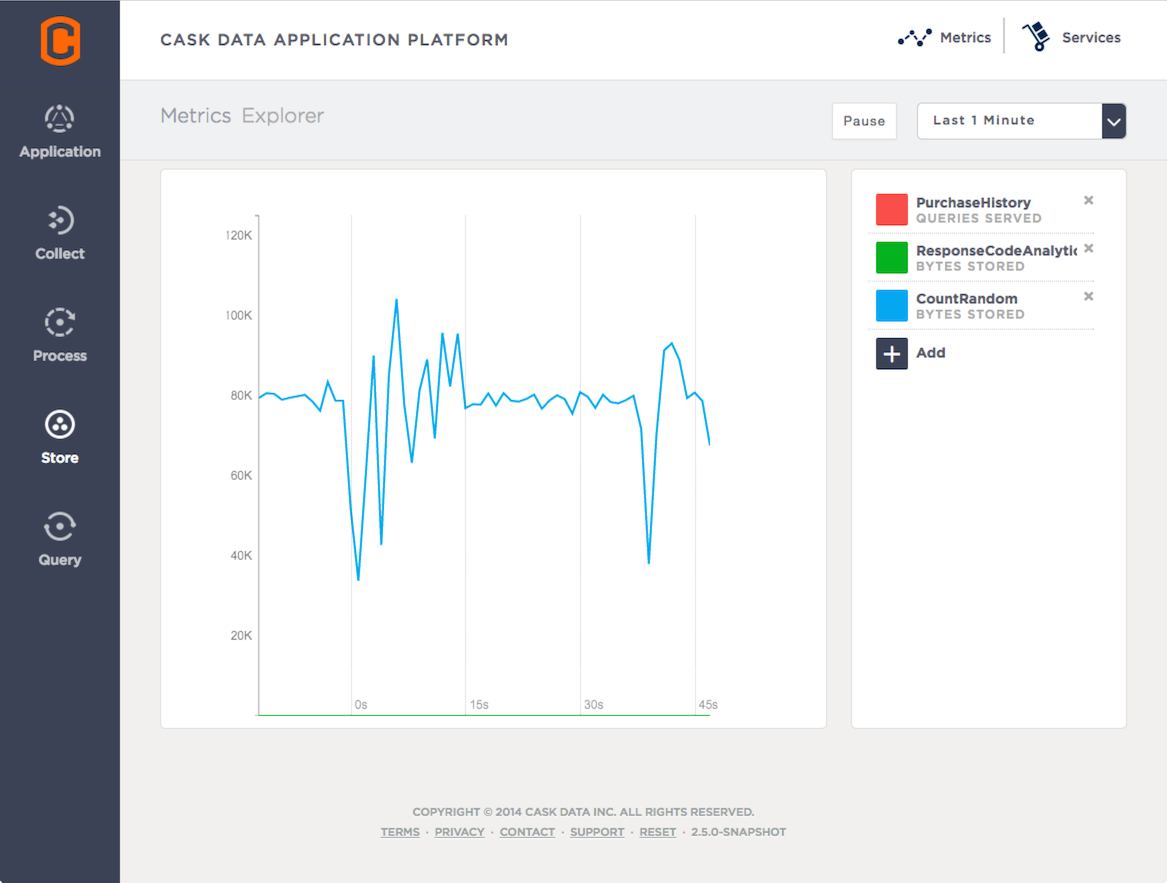 CASK DATA APPLICATION PLATFORM
Metrics
Services
Application
Collect
Process
Store
Query
Metrics Explorer
Pause
Last 1 Minute
120K
100K
80K
60K
40K
20K
0s
15s
30s
45s
PurchaseHistory
QUERIES SERVED
ResponseCodeAnalytic
BYTES STORED
CountRandom
BYTES STORED
Add
COPYRIGHT © 2014 CASK DATA INC. ALL RIGHTS RESERVED.
TERMS · PRIVACY · CONTACT · SUPPORT · RESET · 2.5.0-SNAPSHOT